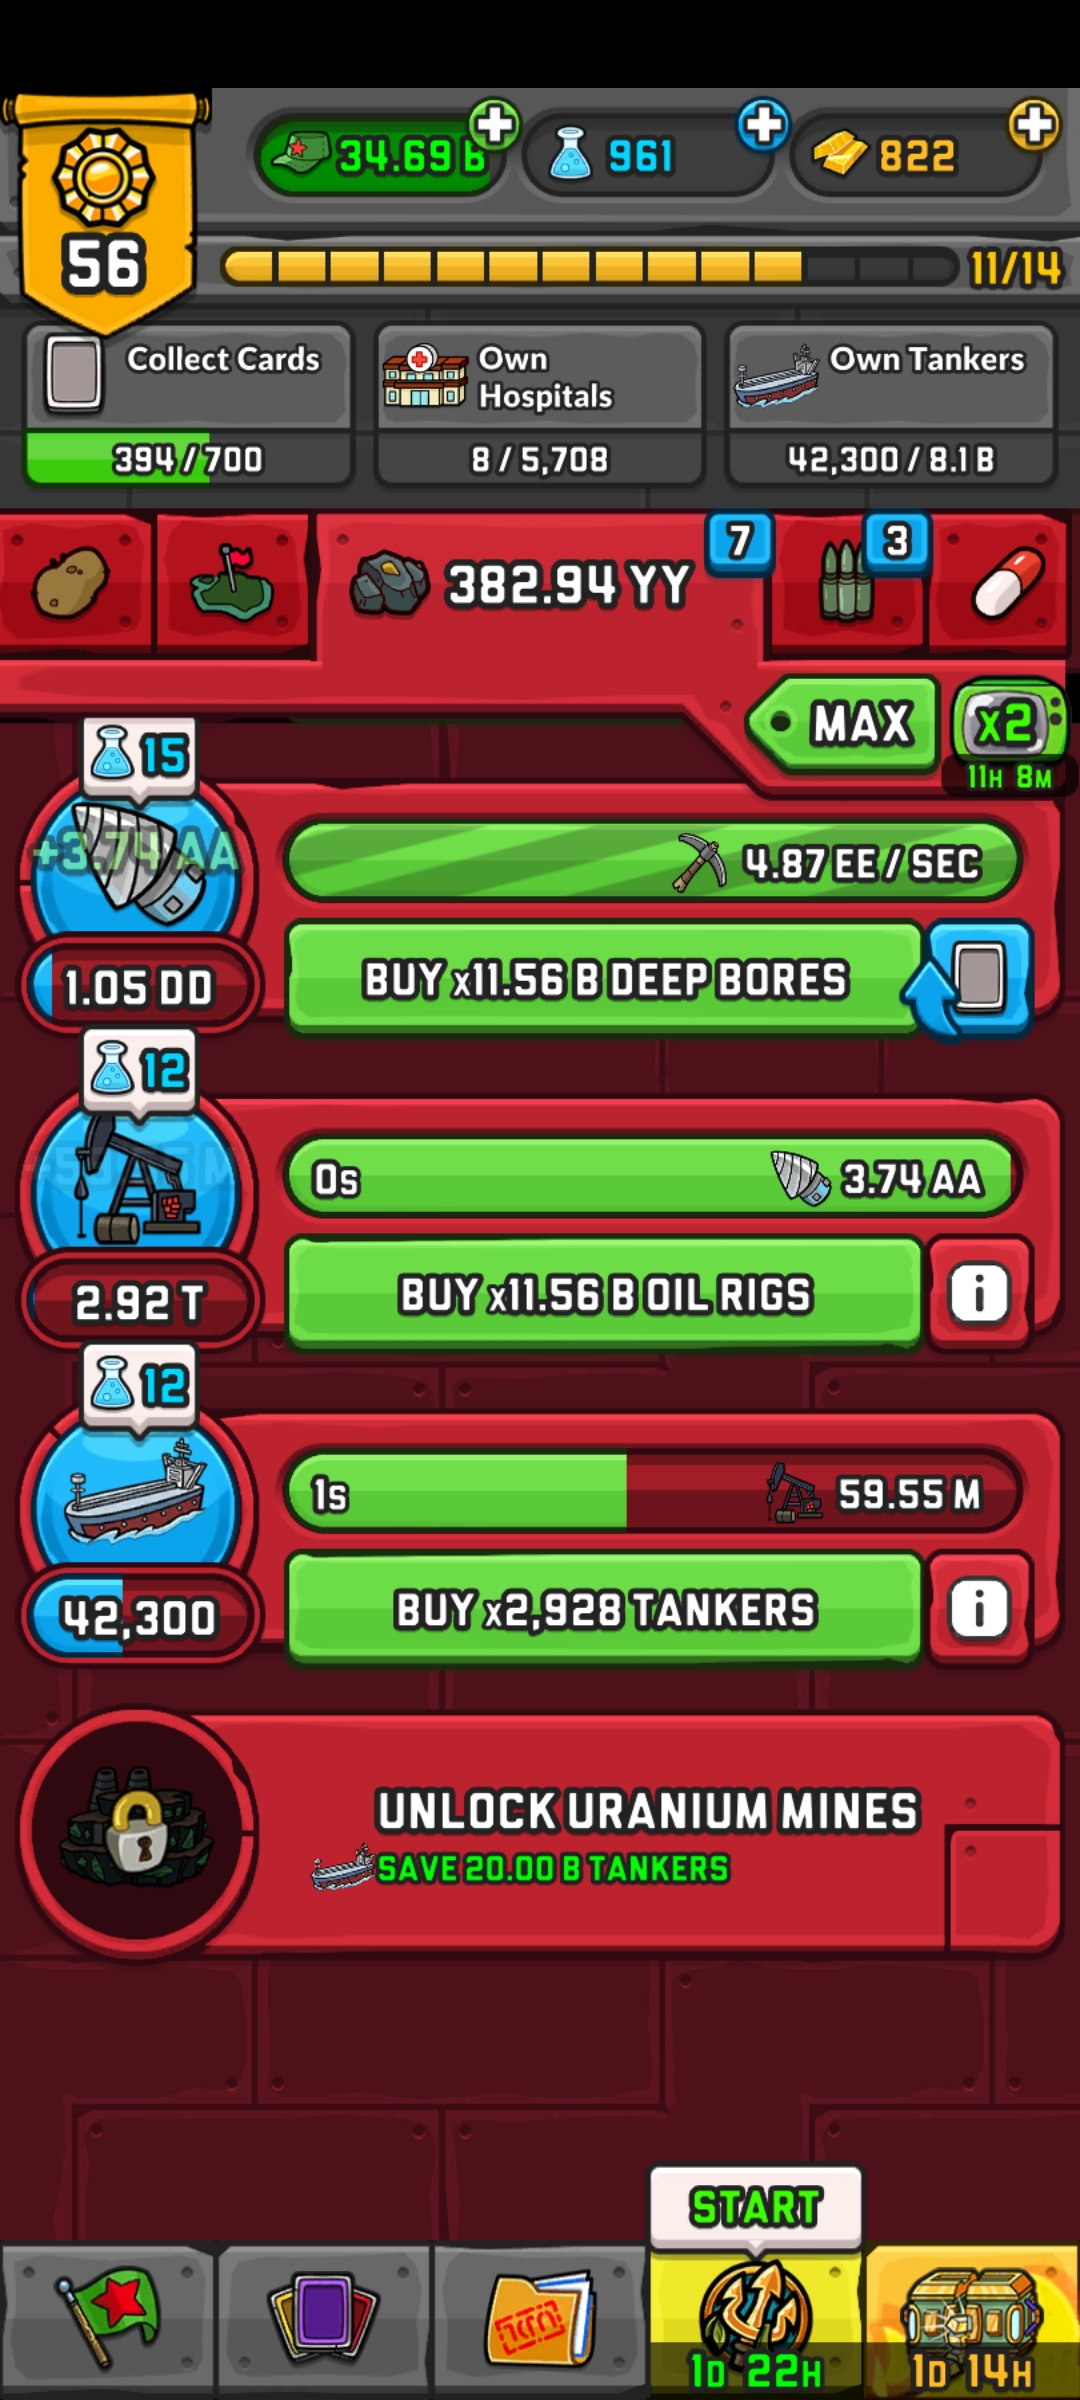 56
34.69 B
961
822
11/14
Collect Cards
394/700
Own
Hospitals
8/5,708
Own Tankers
42,300/8.1 B
382.94 YY
7
3
MAX
x2
11H 8M
15
+3.74 AA
4.87 EE / SEC
1.05 DD
BUY x11.56 B DEEP BORES
12
0s
3.74 AA
2.92 T
BUY x11.56 B OIL RIGS
i
12
1s
59.55 M
42,300
BUY x2,928 TANKERS
i
UNLOCK URANIUM MINES
SAVE 20.00 B TANKERS
START
1D 22H
1D 14H